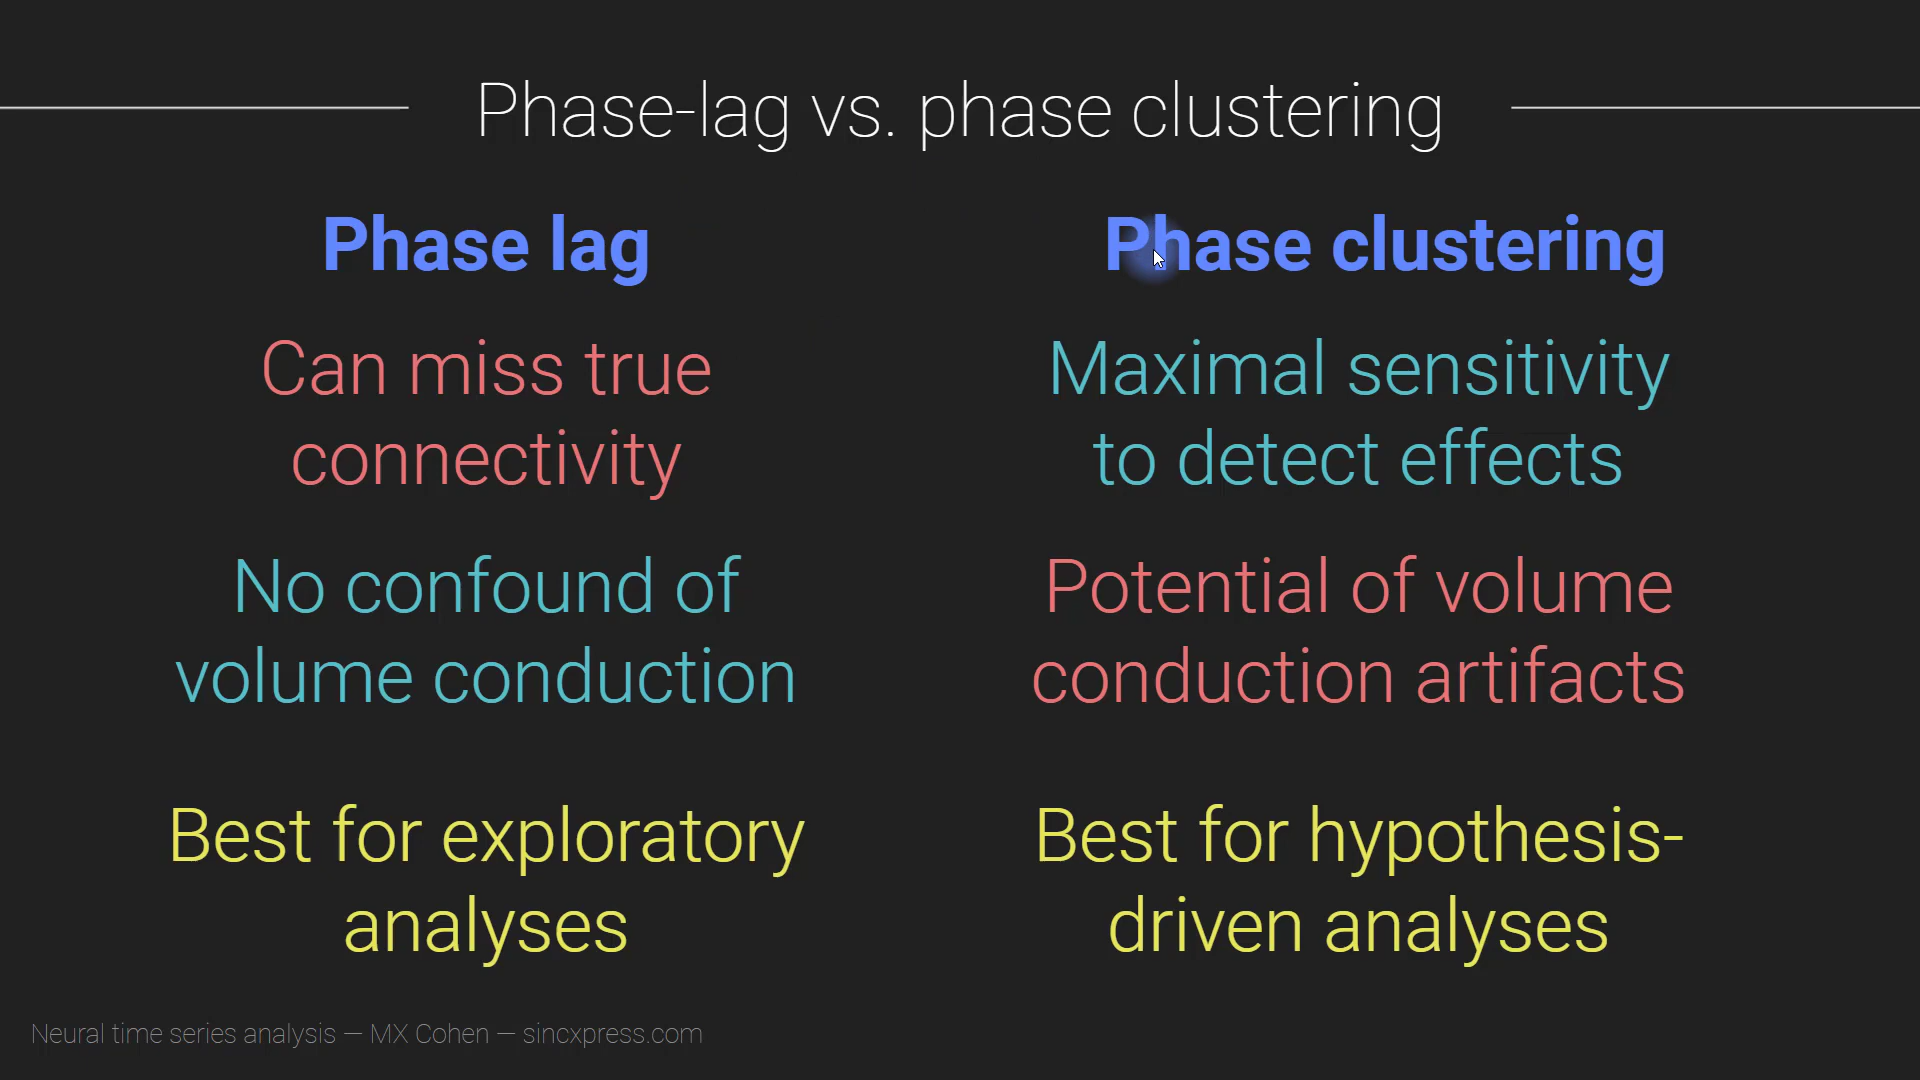 Phase-lag vs. phase clustering
Phase lag
Can miss true
connectivity
No confound of
volume conduction
Best for exploratory
analyses
Phase clustering
Maximal sensitivity
to detect effects
Potential of volume
conduction artifacts
Best for hypothesis-
driven analyses
Neural time series analysis — MX Cohen — sincxpress.com